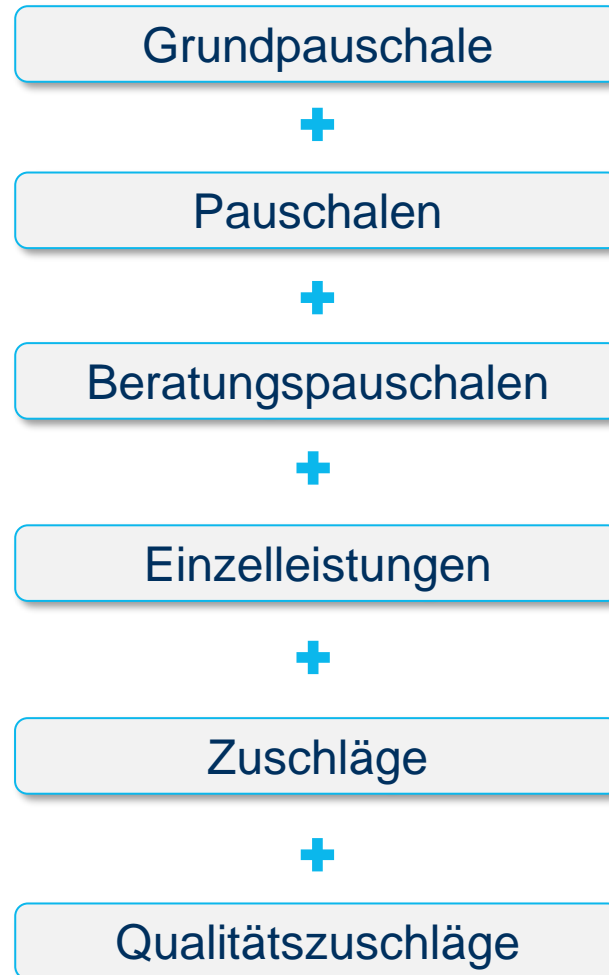 Grundpauschale
+
Pauschalen
+
Beratungspauschalen
+
Einzelleistungen
+
Zuschläge
+
Qualitätszuschläge